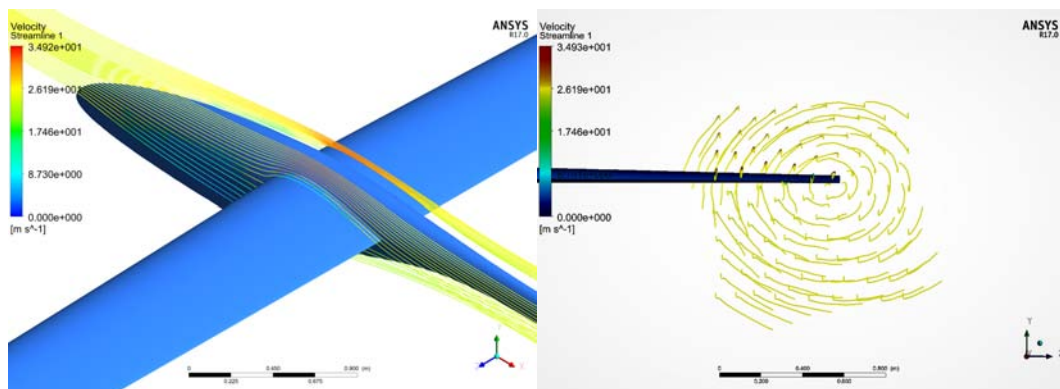 Velocity
Streamline 1
3.492e+001
2.619e+001
1.746e+001
8.730e+000
0.000e+000
[m s^-1]
ANSYS
R17.0
0
0.450
0.900 (m)
0.225
0.675
Y
X
Velocity
Streamline 1
3.493e+001
2.619e+001
1.746e+001
8.731e+000
0.000e+000
[m s^-1]
ANSYS
R17.0
0
0.400
0.800 (m)
0.200
0.600
Y